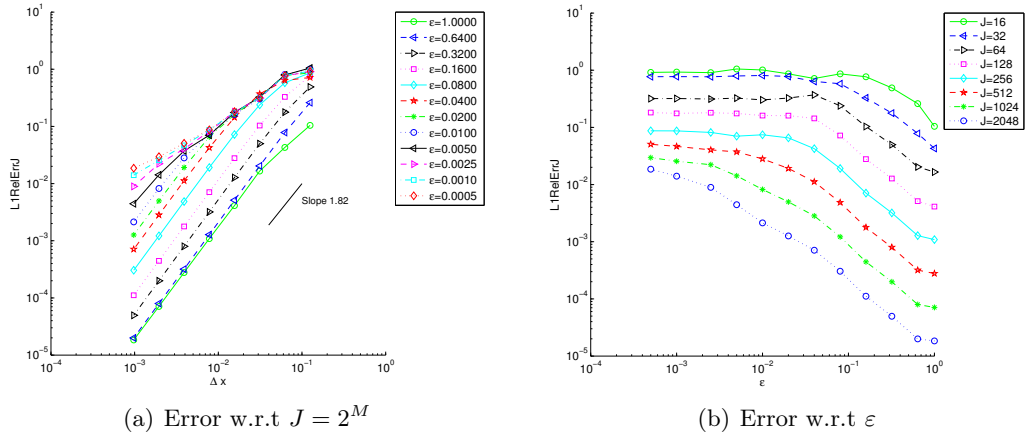 L1RelErrJ
10^1
10^0
10^-1
10^-2
10^-3
10^-4
10^-5
10^-4
10^-3
10^-2
10^-1
10^0
Δ x
Slope 1.82
ε=1.0000
ε=0.6400
ε=0.3200
ε=0.1600
ε=0.0800
ε=0.0400
ε=0.0200
ε=0.0100
ε=0.0050
ε=0.0025
ε=0.0010
ε=0.0005
(a) Error w.r.t J = 2^M
L1RelErrJ
10^1
10^0
10^-1
10^-2
10^-3
10^-4
10^-5
10^-4
10^-3
10^-2
10^-1
10^0
ε
J=16
J=32
J=64
J=128
J=256
J=512
J=1024
J=2048
(b) Error w.r.t ε